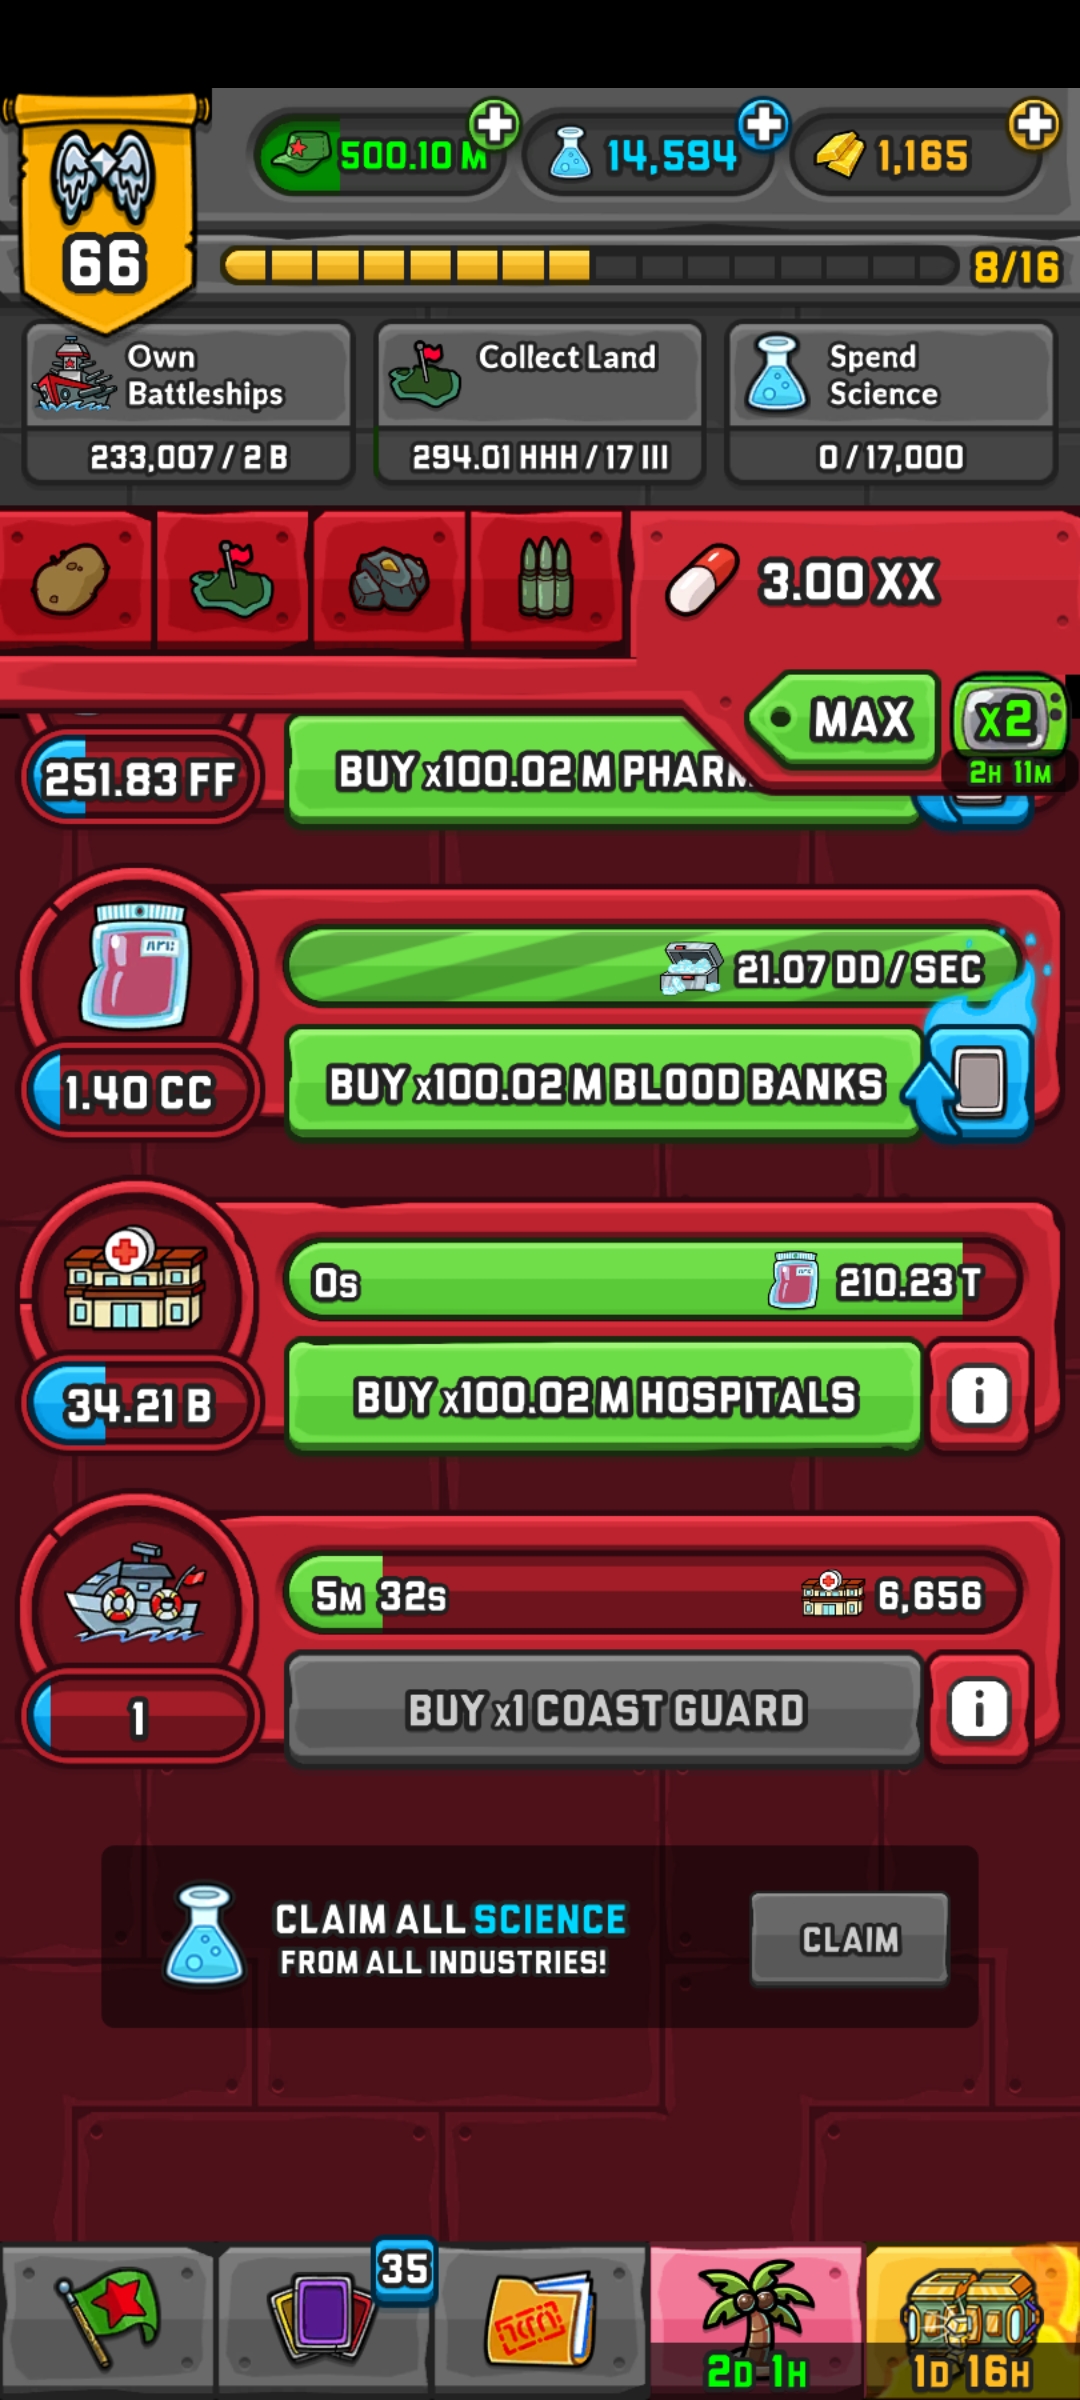 500.10 M
14,594
1,165
66
8/16
Own
Battleships
Collect Land
Spend
Science
233,007 / 2 B
294.01 HHH / 17 III
0 / 17,000
3.00 XX
MAX
x2
2H 11M
251.83 FF
BUY x100.02 M PHARM
21.07 DD / SEC
1.40 CC
BUY x100.02 M BLOOD BANKS
0s
210.23 T
34.21 B
BUY x100.02 M HOSPITALS
i
5M 32s
6,656
1
BUY x1 COAST GUARD
i
CLAIM ALL SCIENCE
FROM ALL INDUSTRIES!
CLAIM
35
2D 1H
1D 16H